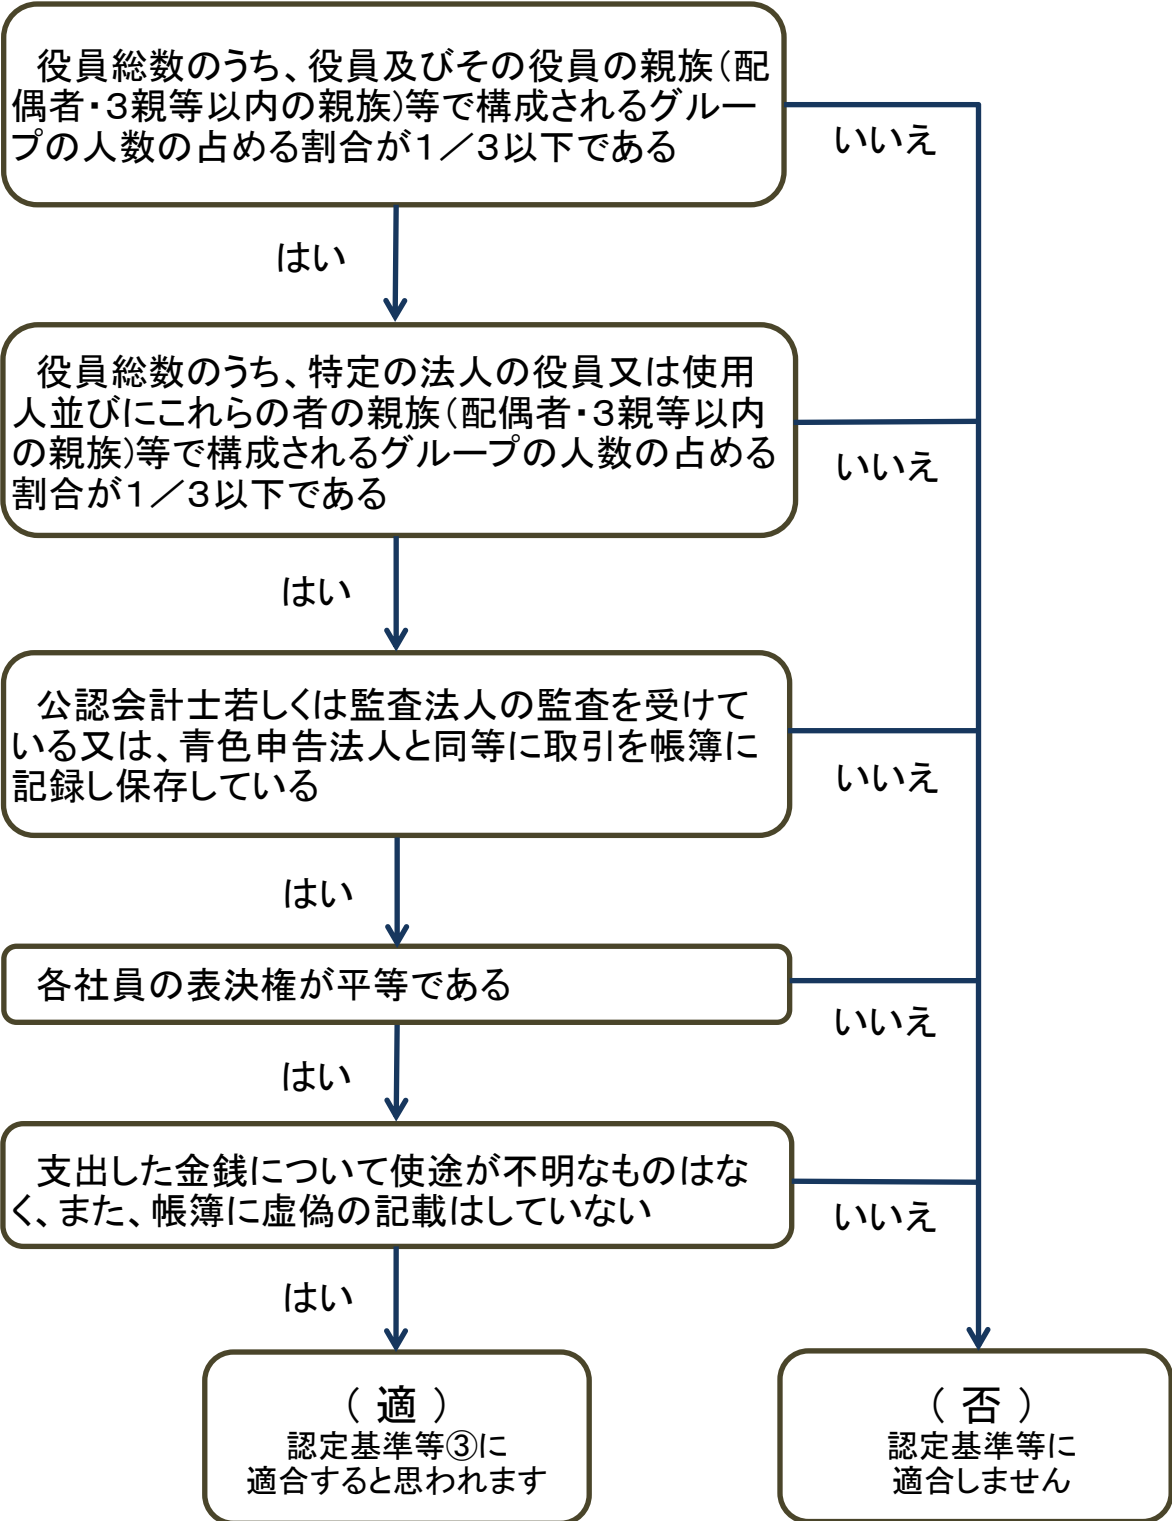 役員総数のうち、役員及びその役員の親族(配
偶者・3親等以内の親族)等で構成されるグルー
プの人数の占める割合が1/3以下である
いいえ
はい
役員総数のうち、特定の法人の役員又は使用
人並びにこれらの者の親族(配偶者・3親等以内
の親族)等で構成されるグループの人数の占める
割合が1/3以下である
いいえ
はい
公認会計士若しくは監査法人の監査を受けて
いる又は、青色申告法人と同等に取引を帳簿に
記録し保存している
いいえ
はい
各社員の表決権が平等である
いいえ
はい
支出した金銭について使途が不明なものはな
く、また、帳簿に虚偽の記載はしていない
いいえ
はい
( 適 )
認定基準等③に
適合すると思われます
( 否 )
認定基準等に
適合しません